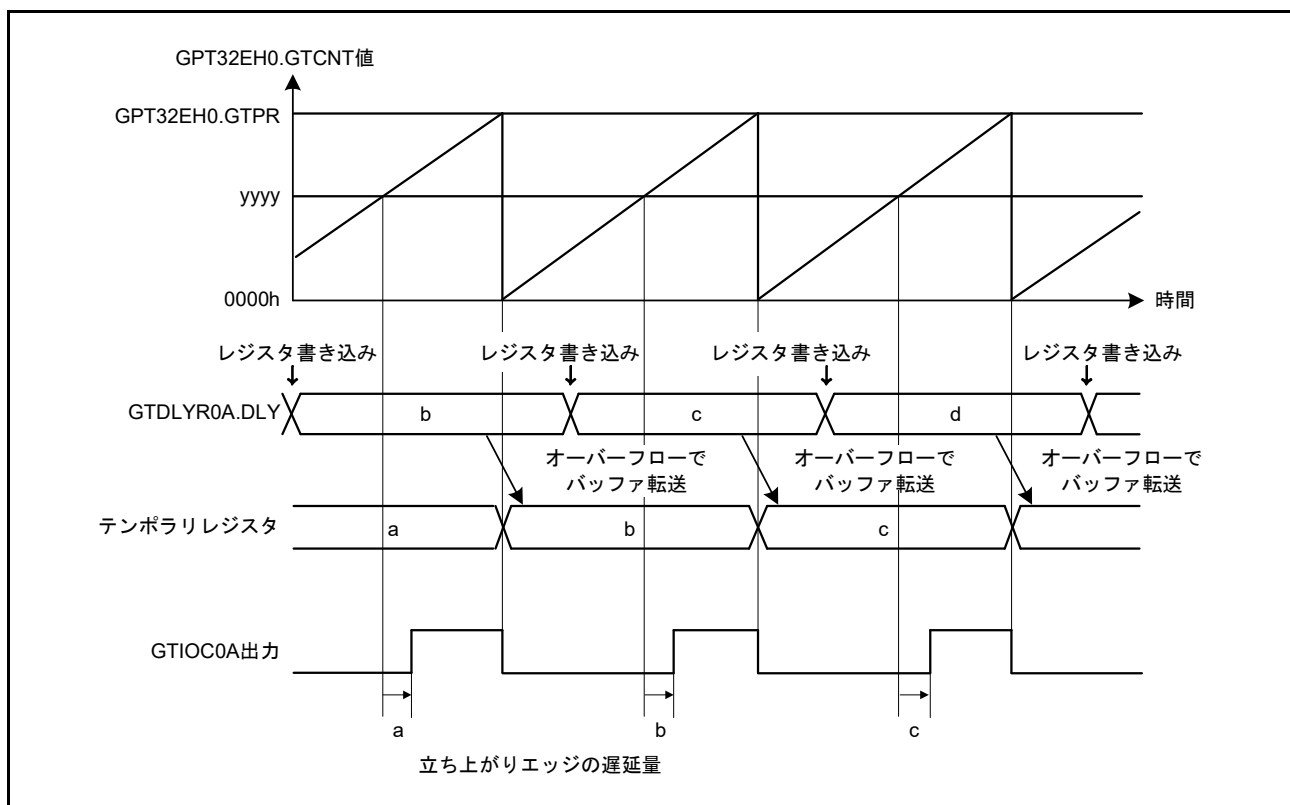 GPT32EH0.GTCNT値
GPT32EH0.GTPR
yyyy
0000h
時間
レジスタ書き込み レジスタ書き込み レジスタ書き込み レジスタ書き込み
GTDLYR0A.DLY
b c d
オーバーフローで オーバーフローで オーバーフローで
バッファ転送 バッファ転送 バッファ転送
テンポラリレジスタ
a b c
GTIOC0A出力
a b c
立ち上がりエッジの遅延量